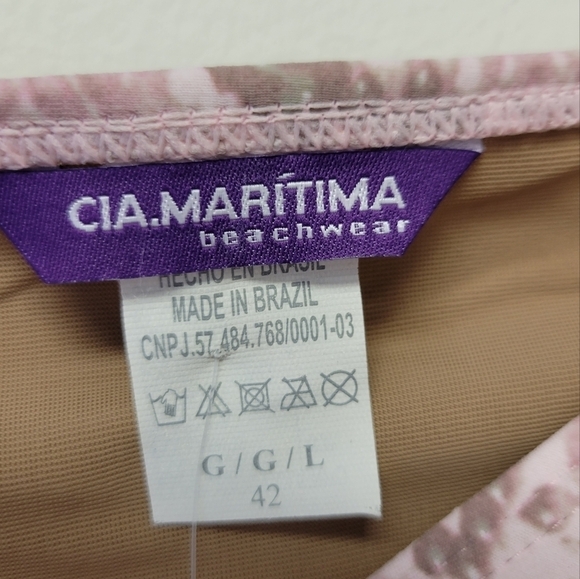 CIA.MARÍTIMA
beachwear
HECHO EN BRASIL
MADE IN BRAZIL
CNPJ.57.484.768/0001-03
G / G / L
42